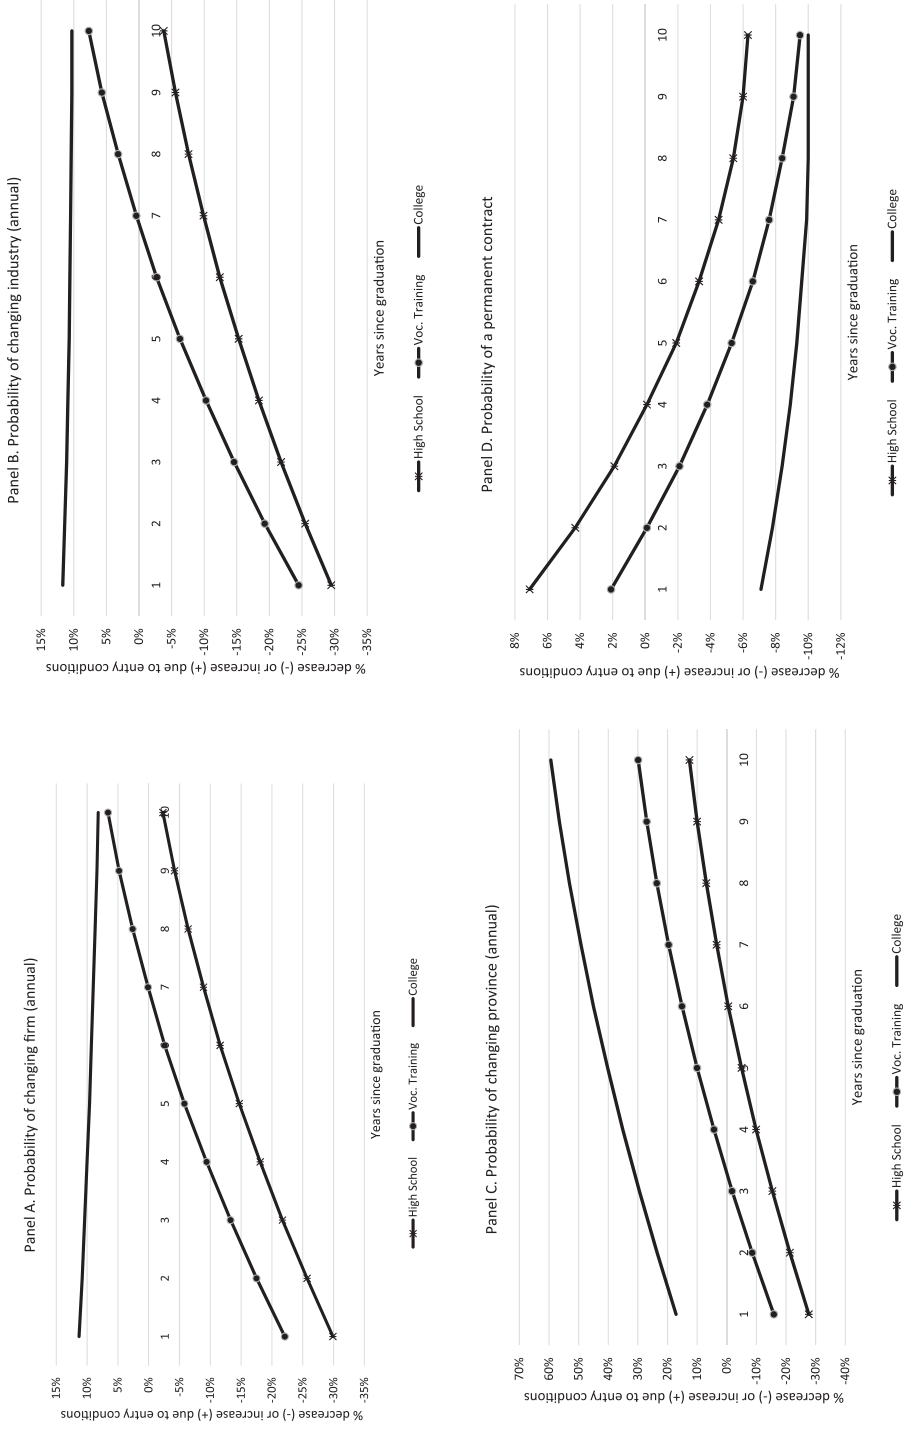 Panel A. Probability of changing firm (annual)
% decrease (-) or increase (+) due to entry conditions
15%
10%
5%
0%
-5%
-10%
-15%
-20%
-25%
-30%
-35%
1 2 3 4 5 7 8 9 10
Years since graduation
High School Voc. Training College
Panel B. Probability of changing industry (annual)
% decrease (-) or increase (+) due to entry conditions
15%
10%
5%
0%
-5%
-10%
-15%
-20%
-25%
-30%
-35%
1 2 3 4 5 7 8 9 10
Years since graduation
High School Voc. Training College
Panel C. Probability of changing province (annual)
% decrease (-) or increase (+) due to entry conditions
70%
60%
50%
40%
30%
20%
10%
0%
-10%
-20%
-30%
-40%
1 2 3 4 5 6 7 8 9 10
Years since graduation
High School Voc. Training College
Panel D. Probability of a permanent contract
% decrease (-) or increase (+) due to entry conditions
8%
6%
4%
2%
0%
-2%
-4%
-6%
-8%
-10%
-12%
1 2 3 4 5 6 7 8 9 10
Years since graduation
High School Voc. Training College